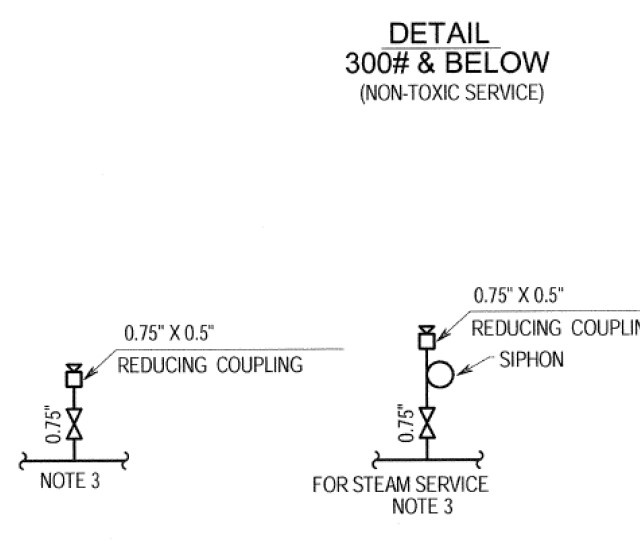 DETAIL
300# & BELOW
(NON-TOXIC SERVICE)
0.75" X 0.5"
REDUCING COUPLING
0.75"
NOTE 3
0.75" X 0.5"
REDUCING COUPLIN
SIPHON
0.75"
FOR STEAM SERVICE
NOTE 3